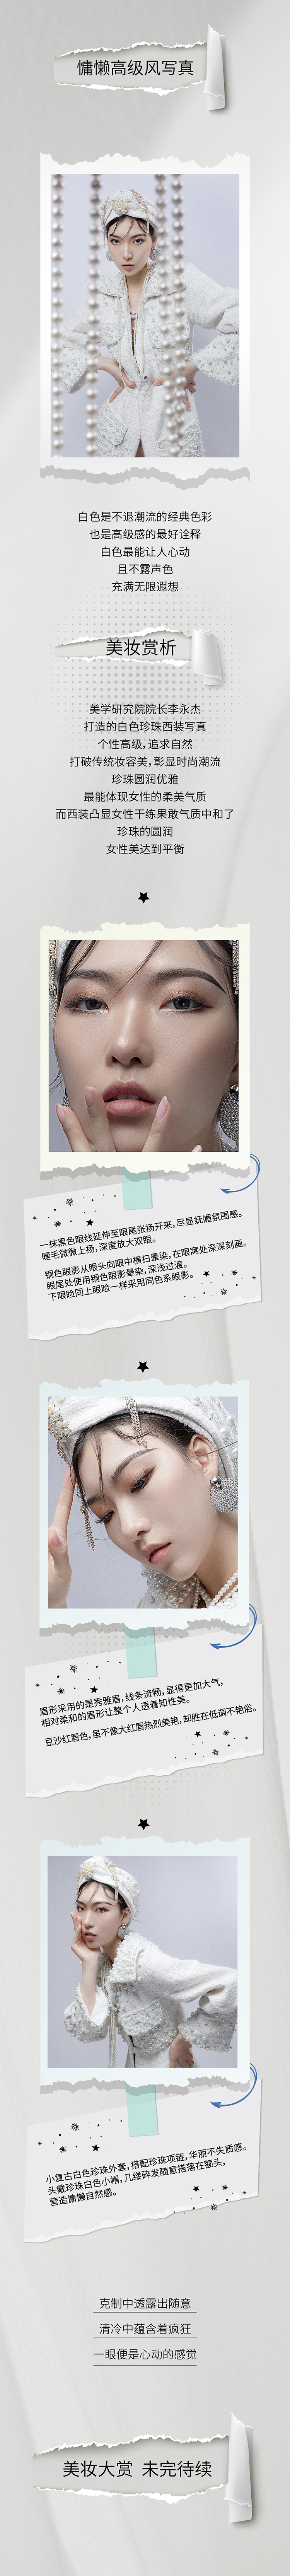 慵懒高级风写真
白色是不退潮流的经典色彩
也是高级感的最好诠释
白色最能让人心动
且不露声色
充满无限遐想
美妆赏析
美学研究院院长李永杰
打造的白色珍珠西装写真
个性高级，追求自然
打破传统妆容美，彰显时尚潮流
珍珠圆润优雅
最能体现女性的柔美气质
而西装凸显女性干练果敢气质中和了
珍珠的圆润
女性美达到平衡
一抹黑色眼线延伸至眼尾张扬开来，尽显妩媚氛围感。
睫毛微微上扬，深度放大双眼。
铜色眼影从眼头向眼中横扫晕染，在眼窝处深深刻画。
眼尾处使用铜色眼影晕染，深浅过渡。
下眼睑同上眼睑一样采用同色系眼影。
眉形采用的是秀雅眉，线条流畅，显得更加大气，
相对柔和的眉形让整个人透着知性美。
豆沙红唇色，虽不像大红唇热烈美艳，却胜在低调不艳俗。
小复古白色珍珠外套，搭配珍珠项链，华丽不失质感。
头戴珍珠白色小帽，几缕碎发随意搭落在额头，
营造慵懒自然感。
克制中透露出随意
清冷中蕴含着疯狂
一眼便是心动的感觉
美妆大赏 未完待续